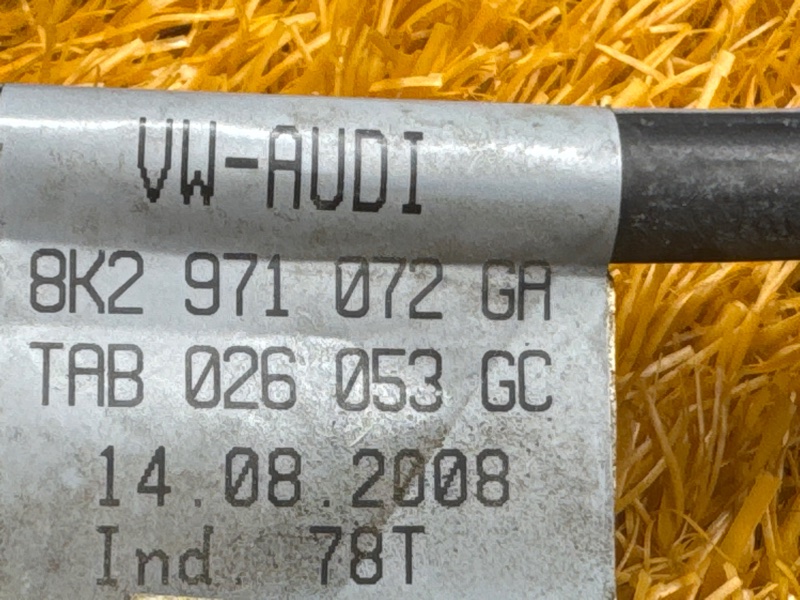 VW-AUDI
8K2 971 072 GA
TAB 026 053 GC
14.08.2008
Ind. 78T